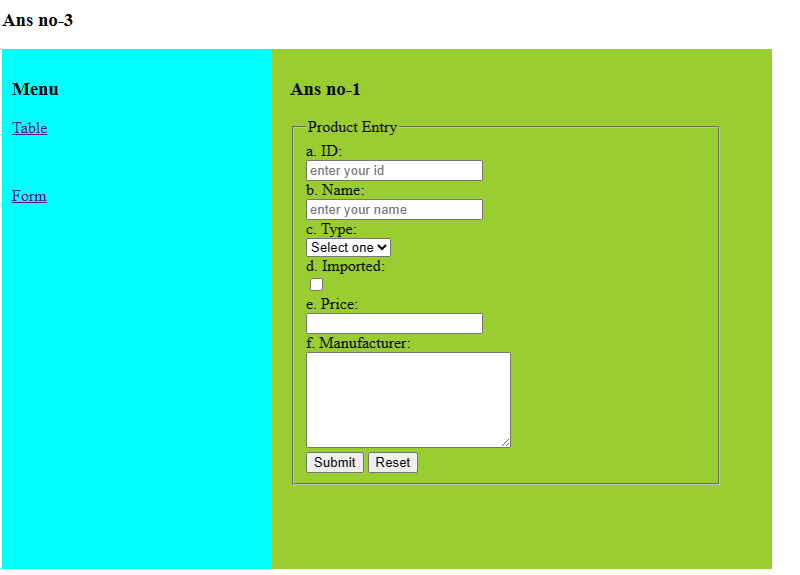 Ans no-3
Menu
Table
Form
Ans no-1
Product Entry
a. ID:
enter your id
b. Name:
enter your name
c. Type:
Select one
d. Imported:
e. Price:
f. Manufacturer:
Submit Reset